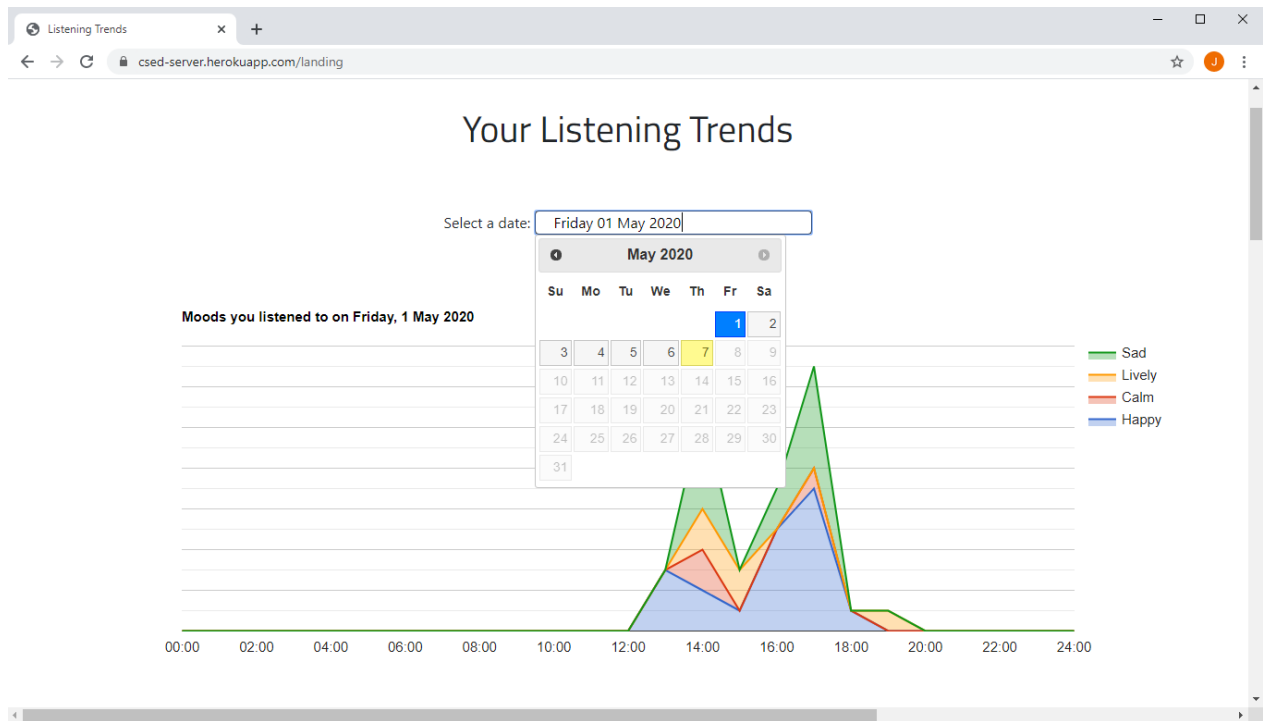 Listening Trends
csed-server.herokuapp.com/landing
J
Your Listening Trends
Select a date: Friday 01 May 2020
May 2020
Su Mo Tu We Th Fr Sa
1 2
3 4 5 6 7 8 9
10 11 12 13 14 15 16
17 18 19 20 21 22 23
24 25 26 27 28 29 30
31
Moods you listened to on Friday, 1 May 2020
Sad
Lively
Calm
Happy
00:00 02:00 04:00 06:00 08:00 10:00 12:00 14:00 16:00 18:00 20:00 22:00 24:00